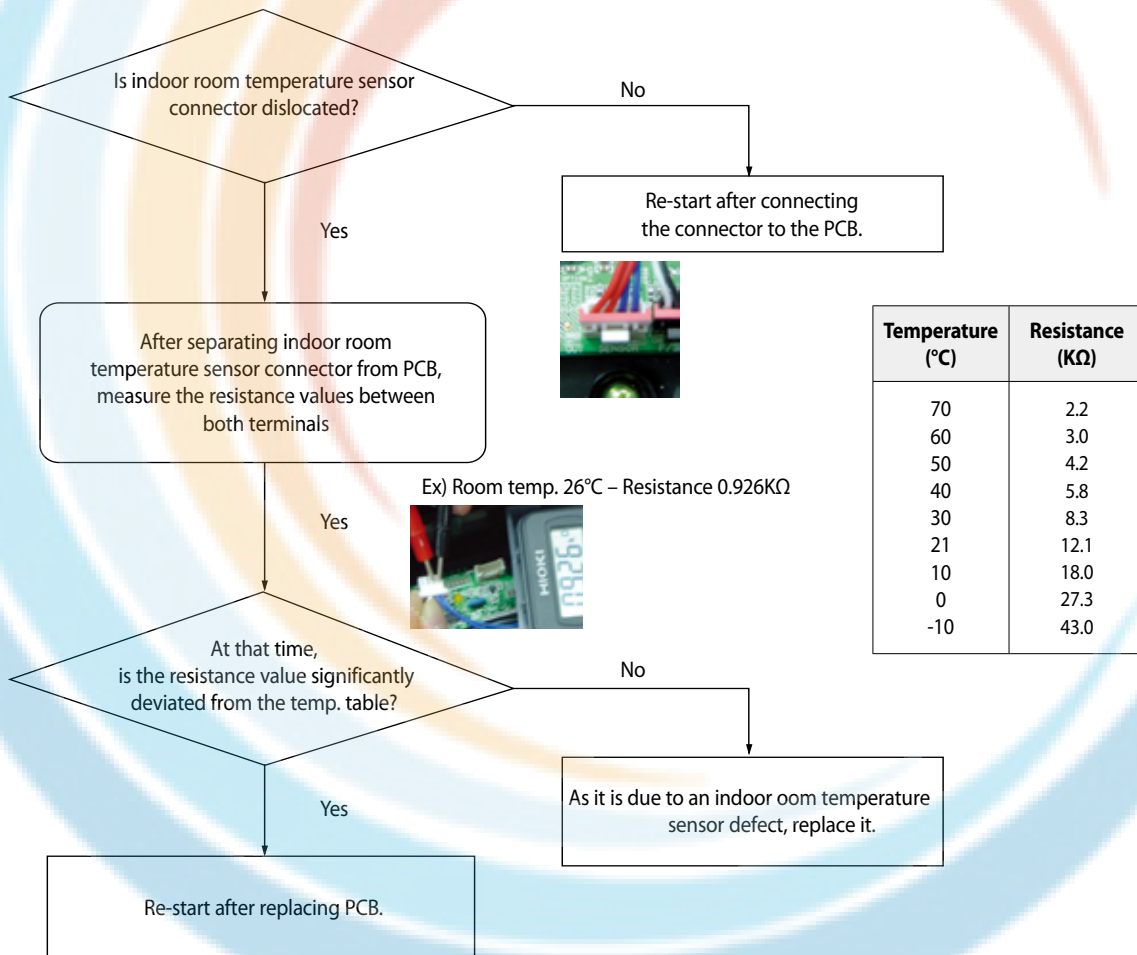 Is indoor room temperature sensor
connector dislocated?
No
Re-start after connecting
the connector to the PCB.
Yes
After separating indoor room
temperature sensor connector from PCB,
measure the resistance values between
both terminals
Temperature Resistance
(°C) (KΩ)
70 2.2
60 3.0
50 4.2
40 5.8
30 8.3
21 12.1
10 18.0
0 27.3
-10 43.0
Ex) Room temp. 26°C – Resistance 0.926KΩ
HIOKI
0.926
Yes
At that time,
is the resistance value significantly
deviated from the temp. table?
No
As it is due to an indoor oom temperature
sensor defect, replace it.
Yes
Re-start after replacing PCB.